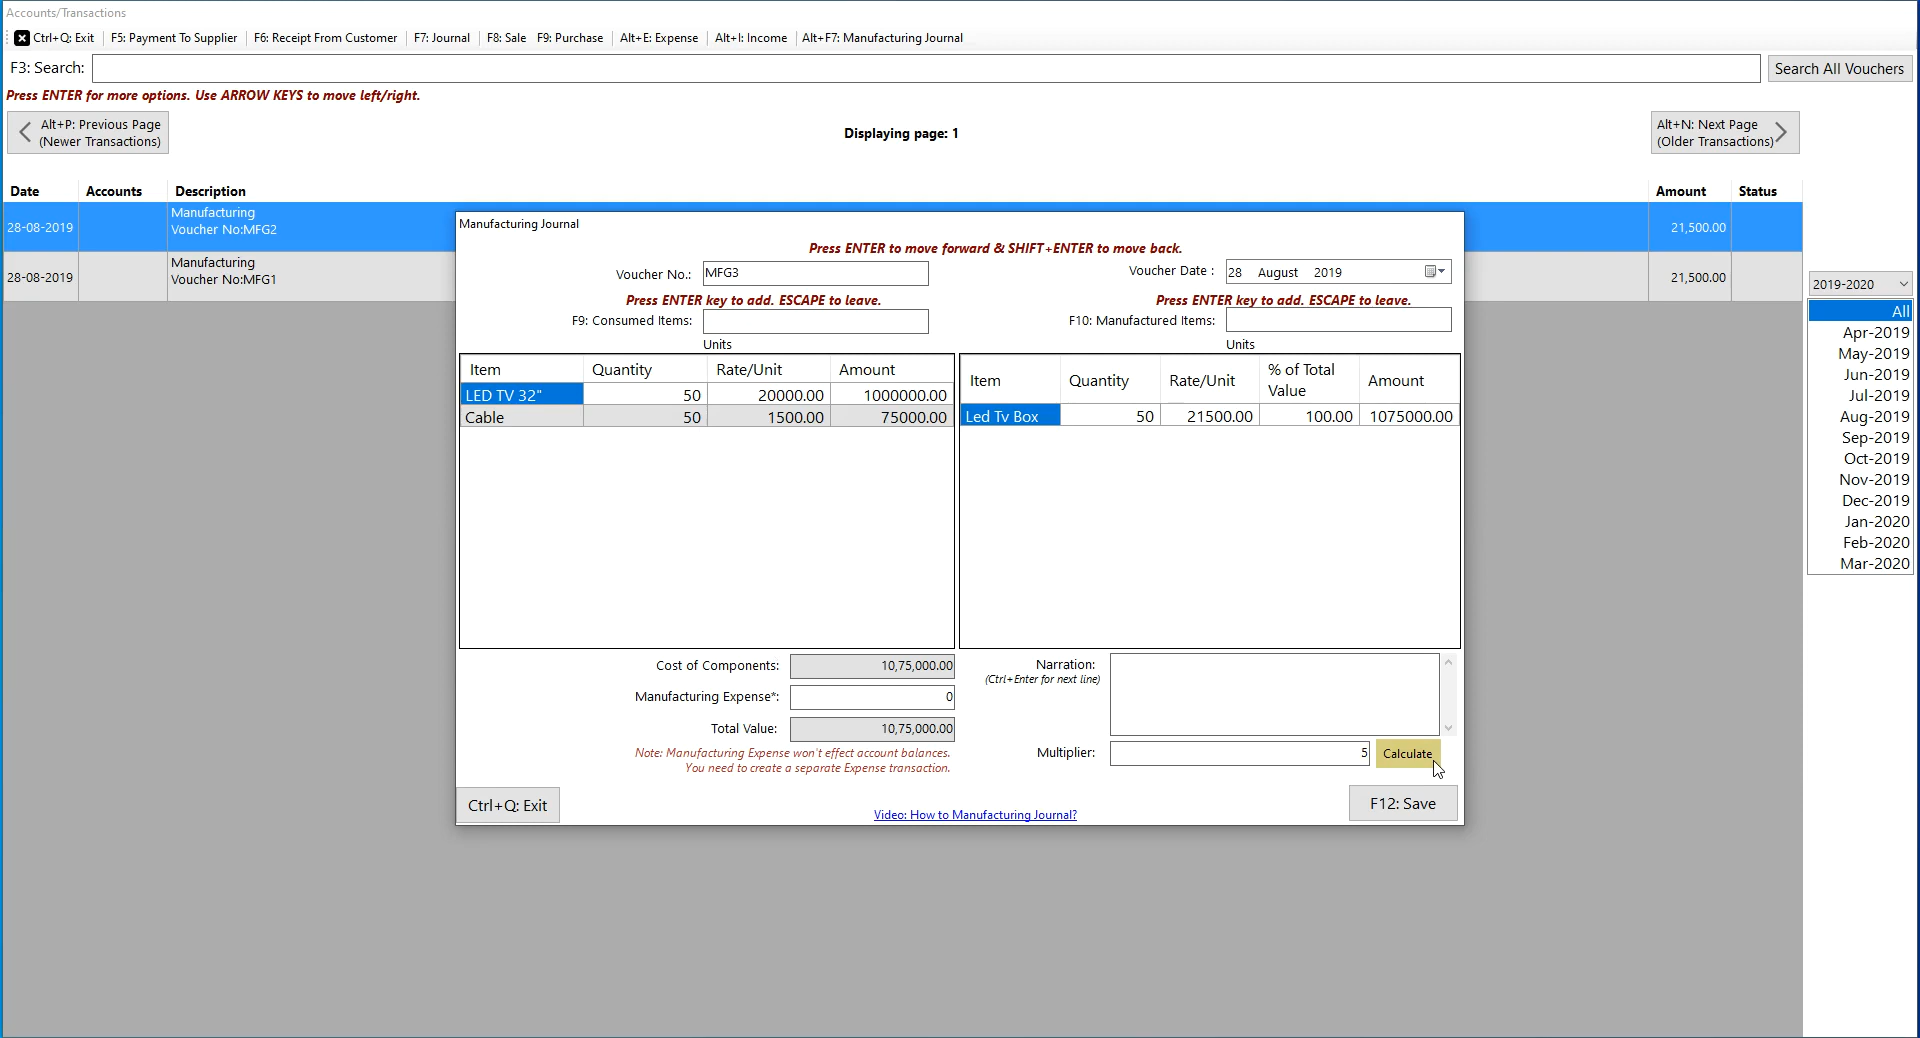 Accounts/Transactions
Ctrl+Q: Exit F5: Payment To Supplier F6: Receipt From Customer F7: Journal F8: Sale F9: Purchase Alt+E: Expense Alt+I: Income Alt+F7: Manufacturing Journal
F3: Search: Search All Vouchers
Press ENTER for more options. Use ARROW KEYS to move left/right.
Alt+P: Previous Page
(Newer Transactions)
Displaying page: 1
Alt+N: Next Page
(Older Transactions)
Date Accounts Description Amount Status
28-08-2019 Manufacturing
Voucher No:MFG2 21,500.00
28-08-2019 Manufacturing
Voucher No:MFG1 21,500.00
Manufacturing Journal
Press ENTER to move forward & SHIFT+ENTER to move back.
Voucher No.: MFG3 Voucher Date : 28 August 2019
Press ENTER key to add. ESCAPE to leave. Press ENTER key to add. ESCAPE to leave.
F9: Consumed Items: F10: Manufactured Items:
Units Units
Item Quantity Rate/Unit Amount
LED TV 32" 50 20000.00 1000000.00
Cable 50 1500.00 75000.00
Item Quantity Rate/Unit % of Total Value Amount
Led Tv Box 50 21500.00 100.00 1075000.00
Cost of Components: 10,75,000.00
Manufacturing Expense*: 0
Total Value: 10,75,000.00
Note: Manufacturing Expense won't effect account balances.
You need to create a separate Expense transaction.
Narration:
(Ctrl+Enter for next line)
Multiplier: 5 Calculate
Ctrl+Q: Exit Video: How to Manufacturing Journal? F12: Save
2019-2020
All
Apr-2019
May-2019
Jun-2019
Jul-2019
Aug-2019
Sep-2019
Oct-2019
Nov-2019
Dec-2019
Jan-2020
Feb-2020
Mar-2020